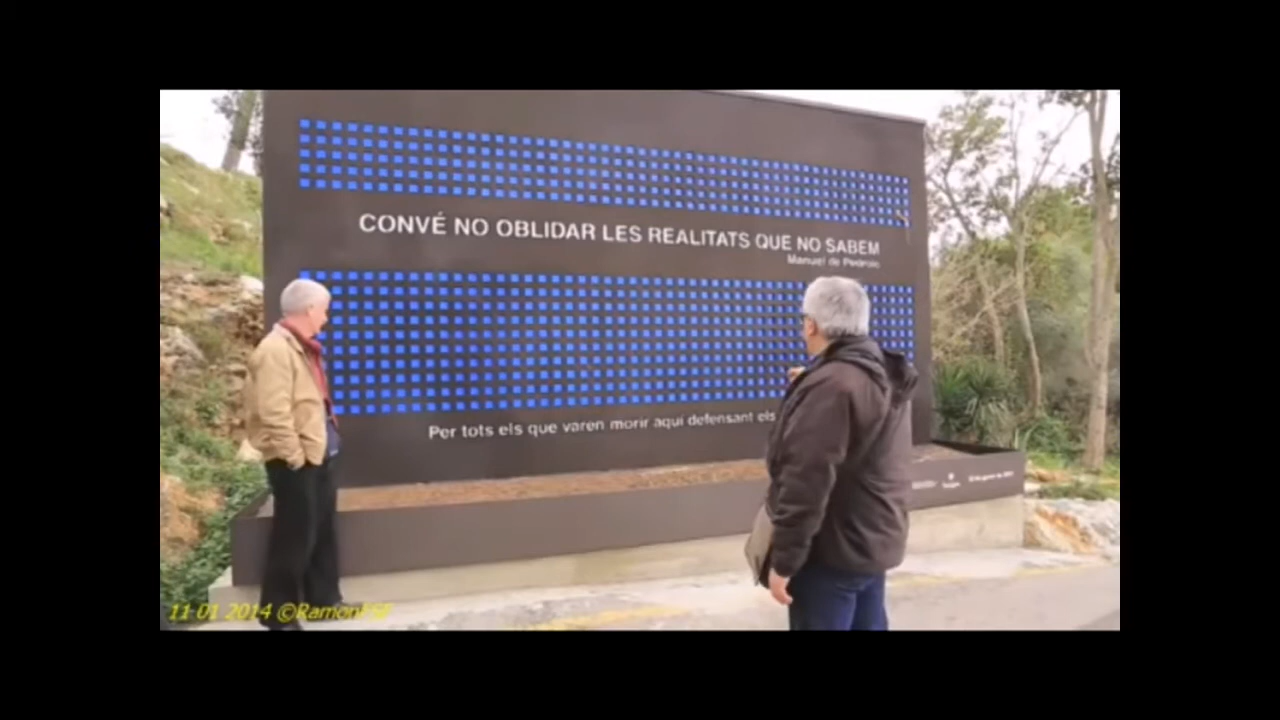 CONVÉ NO OBLIDAR LES REALITATS QUE NO SABEM
Manuel de Pedrolo
Per tots els que varen morir aquí defensant els
11 01 2014 ©Ramon